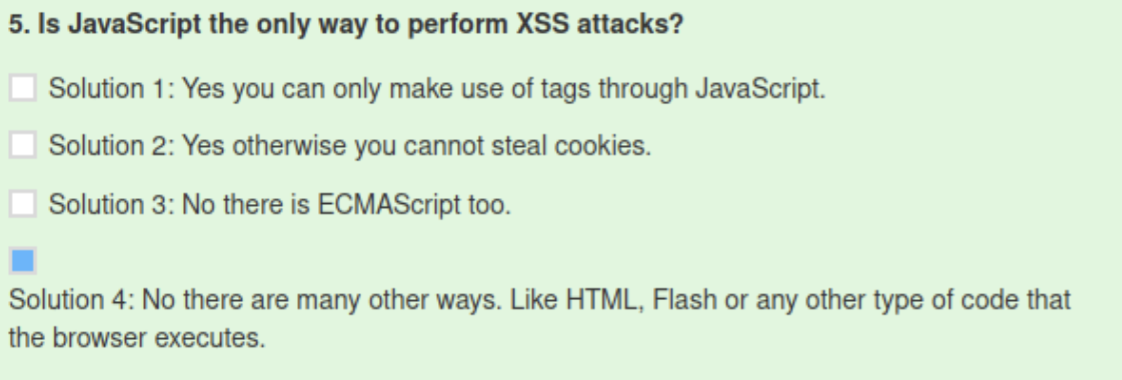 5. Is JavaScript the only way to perform XSS attacks?
Solution 1: Yes you can only make use of tags through JavaScript.
Solution 2: Yes otherwise you cannot steal cookies.
Solution 3: No there is ECMAScript too.
Solution 4: No there are many other ways. Like HTML, Flash or any other type of code that
the browser executes.